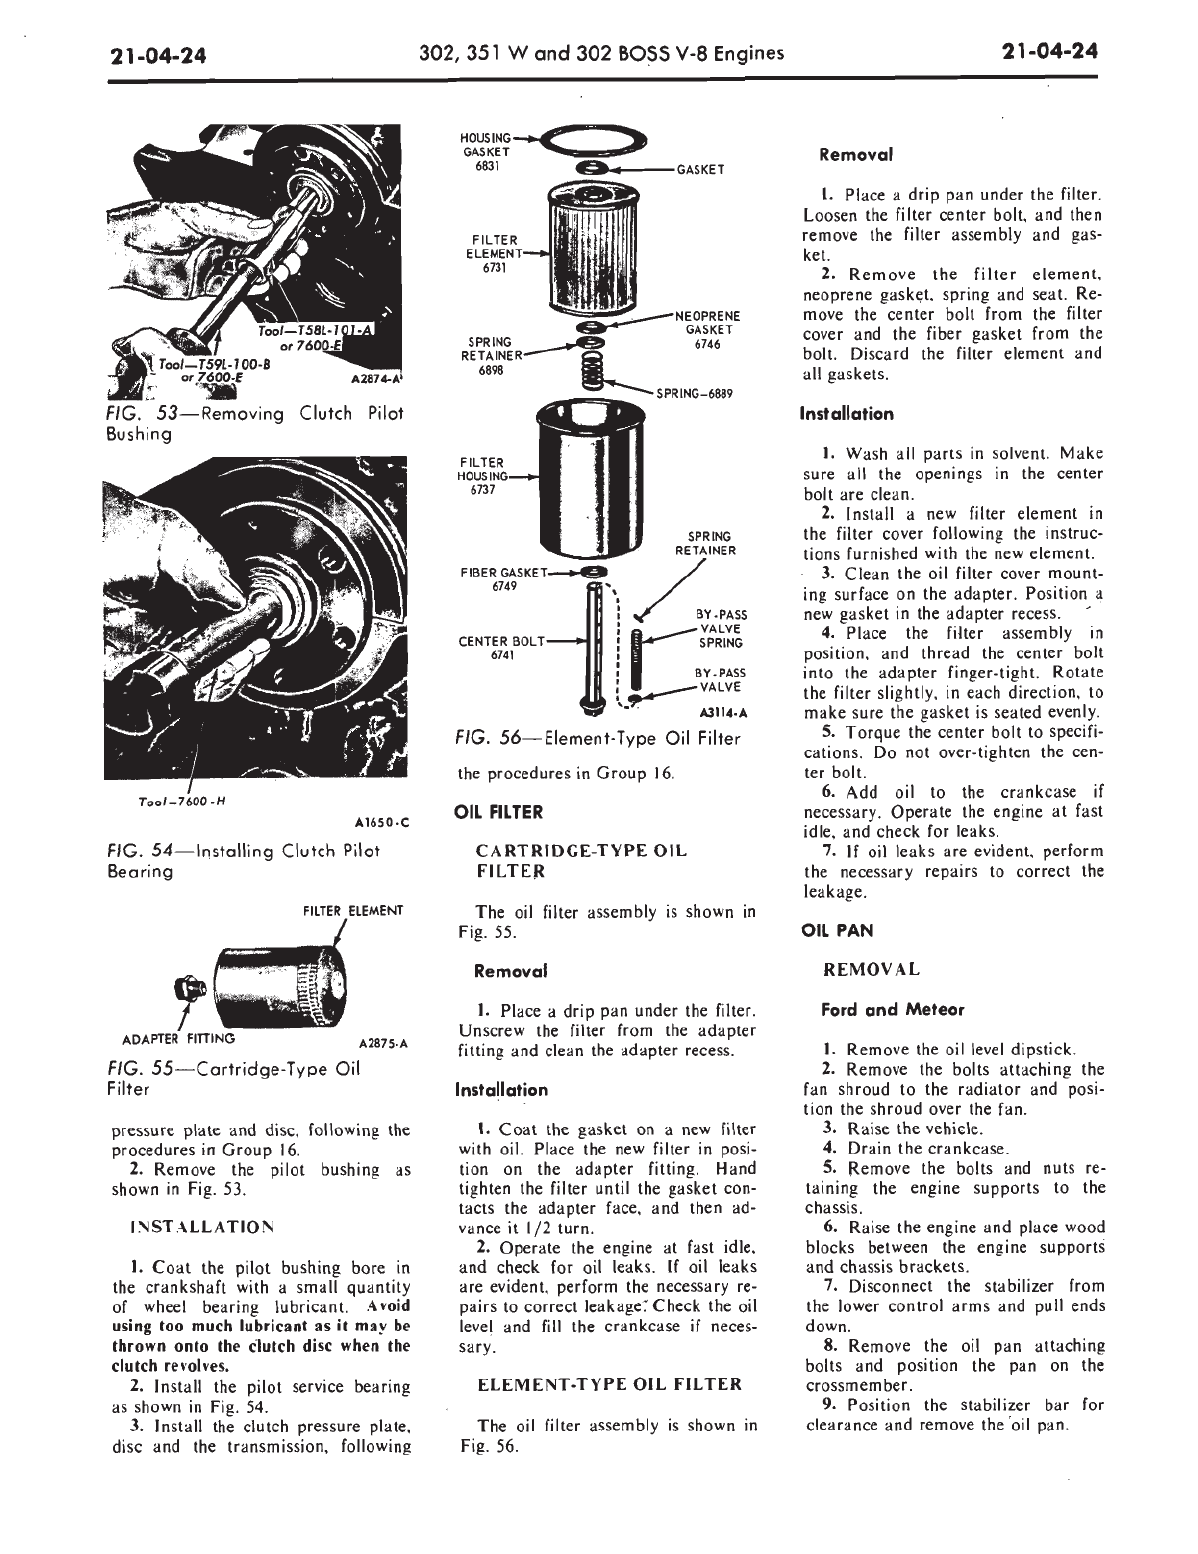 21-04-24
302, 351 W and 302 BOSS V-8 Engines
21-04-24
Tool—T58L-101-A
or 7600-E
Tool—T59L-100-B
or 7600-E
A2874-A
FIG. 53—Removing Clutch Pilot
Bushing
Tool-7600-H
A1650-C
FIG. 54—Installing Clutch Pilot
Bearing
FILTER ELEMENT
ADAPTER FITTING
A2875-A
FIG. 55—Cartridge-Type Oil
Filter
pressure plate and disc, following the
procedures in Group 16.
2. Remove the pilot bushing as
shown in Fig. 53.
INSTALLATION
1. Coat the pilot bushing bore in
the crankshaft with a small quantity
of wheel bearing lubricant. Avoid
using too much lubricant as it may be
thrown onto the clutch disc when the
clutch revolves.
2. Install the pilot service bearing
as shown in Fig. 54.
3. Install the clutch pressure plate,
disc and the transmission, following
HOUSING
GASKET
6831
GASKET
FILTER
ELEMENT
6731
NEOPRENE
GASKET
6746
SPRING
RETAINER
6898
SPRING-6889
FILTER
HOUSING
6737
SPRING
RETAINER
FIBER GASKET
6749
BY-PASS
VALVE
SPRING
CENTER BOLT
6741
BY-PASS
VALVE
A3114-A
FIG. 56—Element-Type Oil Filter
the procedures in Group 16.
OIL FILTER
CARTRIDGE-TYPE OIL
FILTER
The oil filter assembly is shown in
Fig. 55.
Removal
1. Place a drip pan under the filter.
Unscrew the filter from the adapter
fitting and clean the adapter recess.
Installation
1. Coat the gasket on a new filter
with oil. Place the new filter in posi-
tion on the adapter fitting. Hand
tighten the filter until the gasket con-
tacts the adapter face, and then ad-
vance it 1/2 turn.
2. Operate the engine at fast idle,
and check for oil leaks. If oil leaks
are evident, perform the necessary re-
pairs to correct leakage. Check the oil
level and fill the crankcase if neces-
sary.
ELEMENT-TYPE OIL FILTER
The oil filter assembly is shown in
Fig. 56.
Removal
1. Place a drip pan under the filter.
Loosen the filter center bolt, and then
remove the filter assembly and gas-
ket.
2. Remove the filter element,
neoprene gasket, spring and seat. Re-
move the center bolt from the filter
cover and the fiber gasket from the
bolt. Discard the filter element and
all gaskets.
Installation
1. Wash all parts in solvent. Make
sure all the openings in the center
bolt are clean.
2. Install a new filter element in
the filter cover following the instruc-
tions furnished with the new element.
3. Clean the oil filter cover mount-
ing surface on the adapter. Position a
new gasket in the adapter recess.
4. Place the filter assembly in
position, and thread the center bolt
into the adapter finger-tight. Rotate
the filter slightly, in each direction, to
make sure the gasket is seated evenly.
5. Torque the center bolt to specifi-
cations. Do not over-tighten the cen-
ter bolt.
6. Add oil to the crankcase if
necessary. Operate the engine at fast
idle, and check for leaks.
7. If oil leaks are evident, perform
the necessary repairs to correct the
leakage.
OIL PAN
REMOVAL
Ford and Meteor
1. Remove the oil level dipstick.
2. Remove the bolts attaching the
fan shroud to the radiator and posi-
tion the shroud over the fan.
3. Raise the vehicle.
4. Drain the crankcase.
5. Remove the bolts and nuts re-
taining the engine supports to the
chassis.
6. Raise the engine and place wood
blocks between the engine supports
and chassis brackets.
7. Disconnect the stabilizer from
the lower control arms and pull ends
down.
8. Remove the oil pan attaching
bolts and position the pan on the
crossmember.
9. Position the stabilizer bar for
clearance and remove the oil pan.